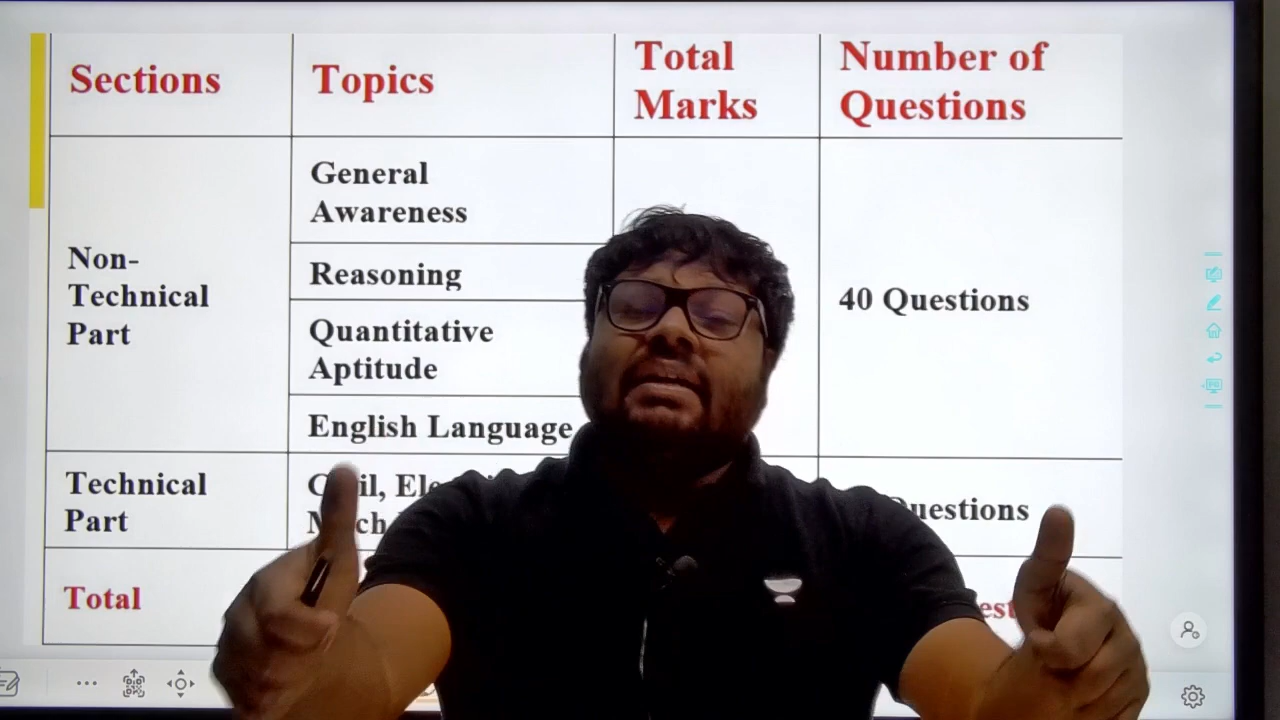 Sections
Topics
Total
Marks
Number of
Questions
Non-
Technical
Part
General
Awareness
Reasoning
Quantitative
Aptitude
English Language
40 Questions
Technical
Part
Total